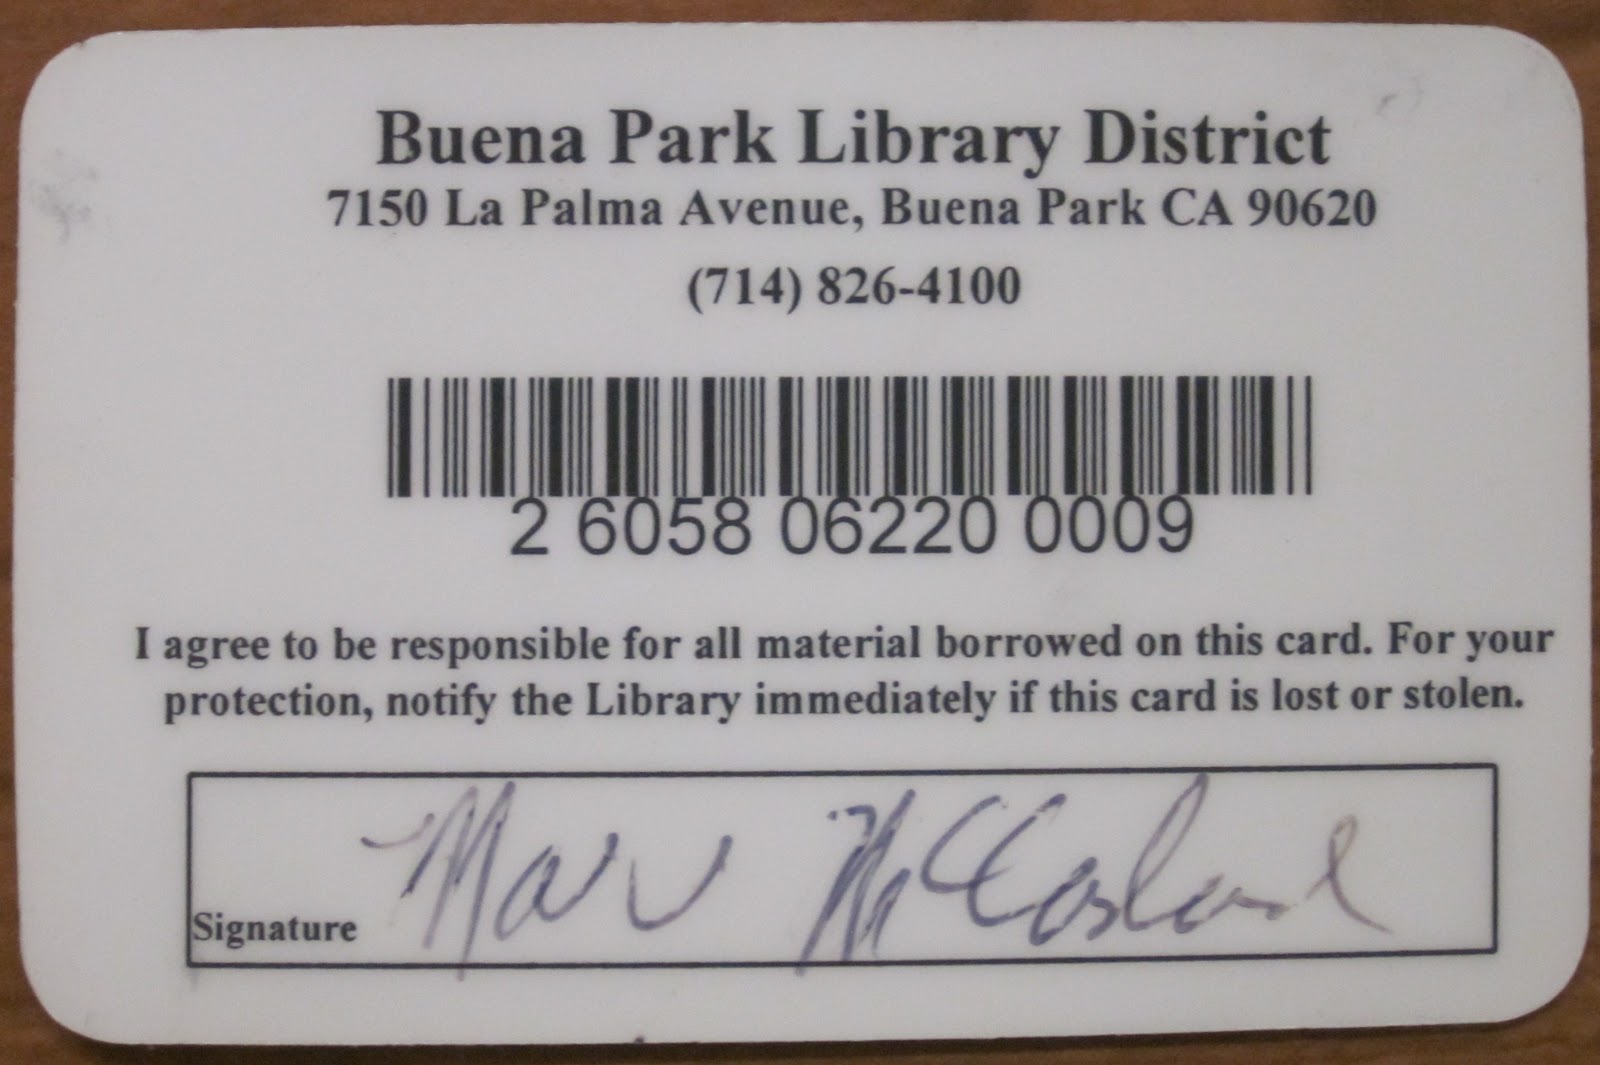 Buena Park Library District
7150 La Palma Avenue, Buena Park CA 90620
(714) 826-4100
2 6058 06220 0009
I agree to be responsible for all material borrowed on this card. For your
protection, notify the Library immediately if this card is lost or stolen.
Signature